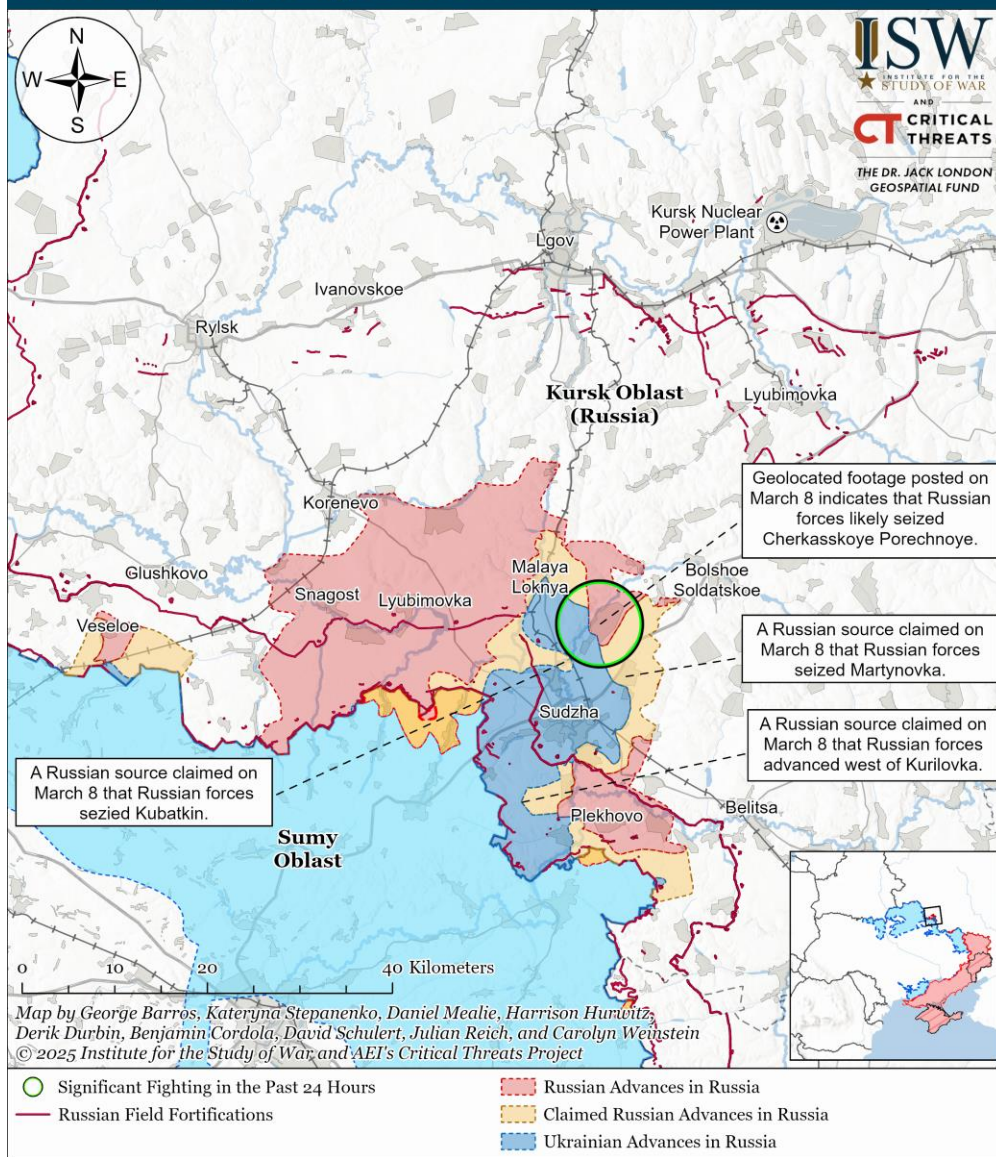 N
W E
S
ISW
INSTITUTE FOR THE
STUDY OF WAR
AND
CT CRITICAL
THREATS
THE DR. JACK LONDON
GEOSPATIAL FUND
Kursk Nuclear
Power Plant
Lgov
Ivanovskoe
Rylsk
Kursk Oblast
(Russia)
Lyubimovka
Geolocated footage posted on
March 8 indicates that Russian
forces likely seized
Cherkasskoye Porechnoye.
Korenevo
Glushkovo
Malaya
Loknya
Bolshoe
Soldatskoe
Snagost
Lyubimovka
Veseloe
A Russian source claimed on
March 8 that Russian forces
seized Martynovka.
Sudzha
A Russian source claimed on
March 8 that Russian forces
advanced west of Kurilovka.
A Russian source claimed on
March 8 that Russian forces
sezied Kubatkin.
Plekhovo
Belitsa
Sumy
Oblast
0 10 20 40 Kilometers
Map by George Barros, Kateryna Stepanenko, Daniel Mealie, Harrison Hurwitz,
Derik Durbin, Benjamin Cordola, David Schulert, Julian Reich, and Carolyn Weinstein
© 2025 Institute for the Study of War and AEI's Critical Threats Project
Significant Fighting in the Past 24 Hours
Russian Field Fortifications
Russian Advances in Russia
Claimed Russian Advances in Russia
Ukrainian Advances in Russia